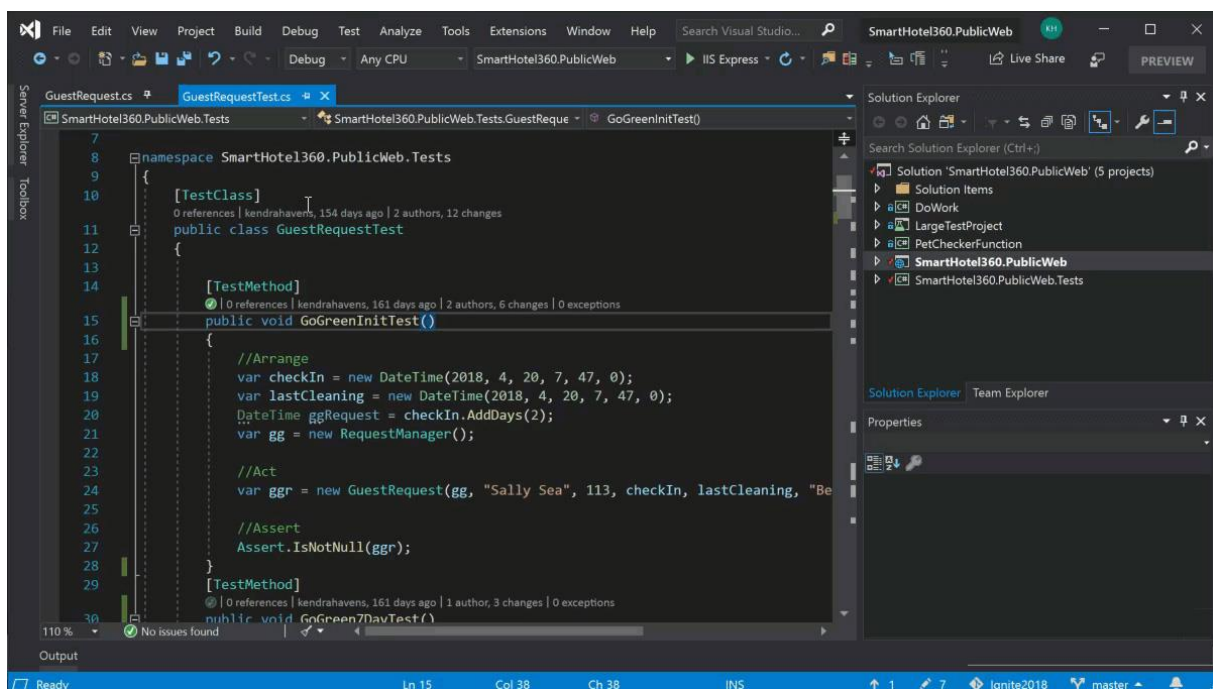 File Edit View Project Build Debug Test Analyze Tools Extensions Window Help Search Visual Studio... SmartHotel360.PublicWeb KH
Debug Any CPU SmartHotel360.PublicWeb IIS Express Live Share PREVIEW
Server Explorer
Toolbox
GuestRequest.cs GuestRequestTest.cs
SmartHotel360.PublicWeb.Tests SmartHotel360.PublicWeb.Tests.GuestReque GoGreenInitTest()
7
8 namespace SmartHotel360.PublicWeb.Tests
9 {
10 [TestClass]
0 references | kendrahavens, 154 days ago | 2 authors, 12 changes
11 public class GuestRequestTest
12 {
13
14 [TestMethod]
0 references | kendrahavens, 161 days ago | 2 authors, 6 changes | 0 exceptions
15 public void GoGreenInitTest()
16 {
17 //Arrange
18 var checkIn = new DateTime(2018, 4, 20, 7, 47, 0);
19 var lastCleaning = new DateTime(2018, 4, 20, 7, 47, 0);
20 DateTime ggRequest = checkIn.AddDays(2);
21 var gg = new RequestManager();
22
23 //Act
24 var ggr = new GuestRequest(gg, "Sally Sea", 113, checkIn, lastCleaning, "Be
25
26 //Assert
27 Assert.IsNotNull(ggr);
28 }
29 [TestMethod]
0 references | kendrahavens, 161 days ago | 1 author, 3 changes | 0 exceptions
30 public void GoGreen7DayTest()
110 % No issues found
Solution Explorer
Search Solution Explorer (Ctrl+;)
Solution 'SmartHotel360.PublicWeb' (5 projects)
Solution Items
DoWork
LargeTestProject
PetCheckerFunction
SmartHotel360.PublicWeb
SmartHotel360.PublicWeb.Tests
Solution Explorer Team Explorer
Properties
Output
Ready Ln 15 Col 38 Ch 38 INS 1 7 Ignite2018 master